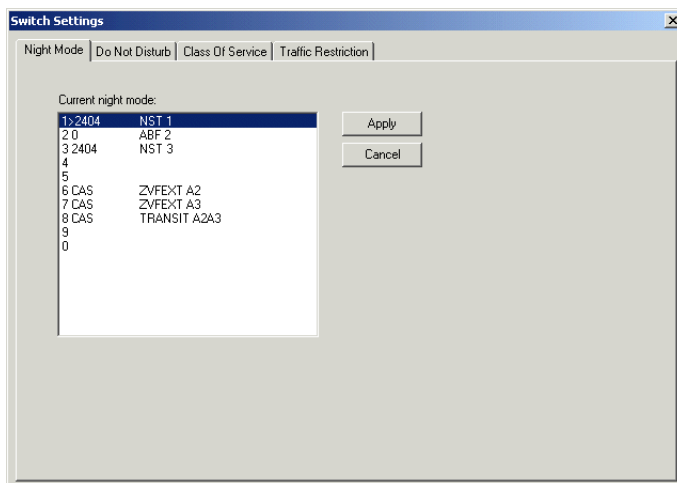 Switch Settings
Night Mode Do Not Disturb Class Of Service Traffic Restriction
Current night mode:
1>2404 NST 1
2 0 ABF 2
3 2404 NST 3
4
5
6 CAS ZVFEXT A2
7 CAS ZVFEXT A3
8 CAS TRANSIT A2A3
9
0
Apply
Cancel